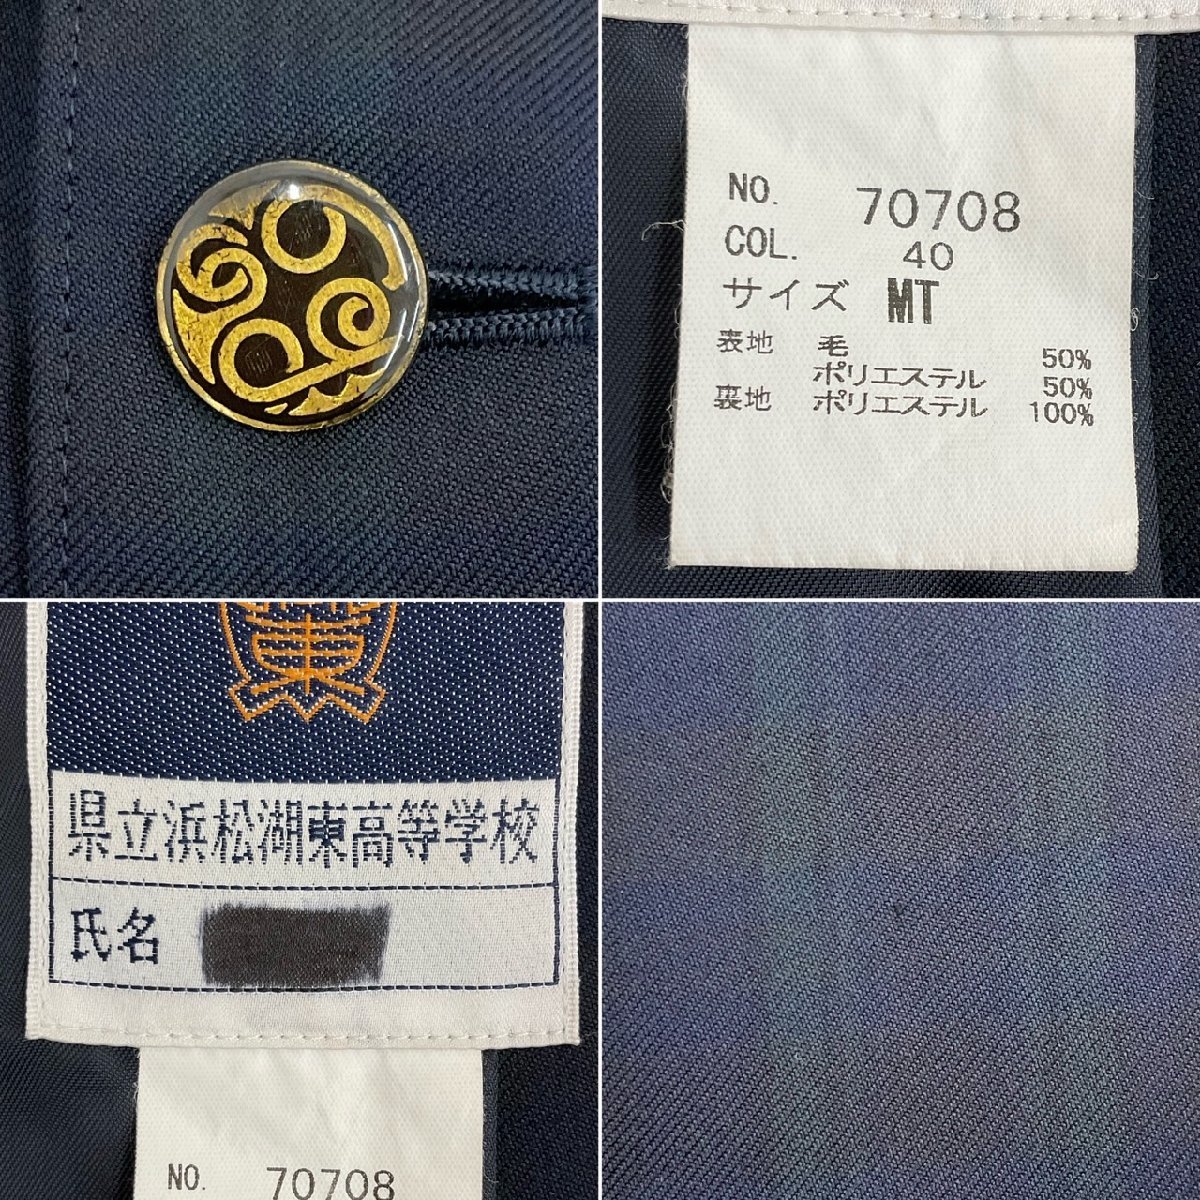 NO. 70708
COL. 40
サイズ MT
表地 毛 50%
ポリエステル 50%
裏地 ポリエステル 100%
東
県立浜松湖東高等学校
氏名
NO. 70708